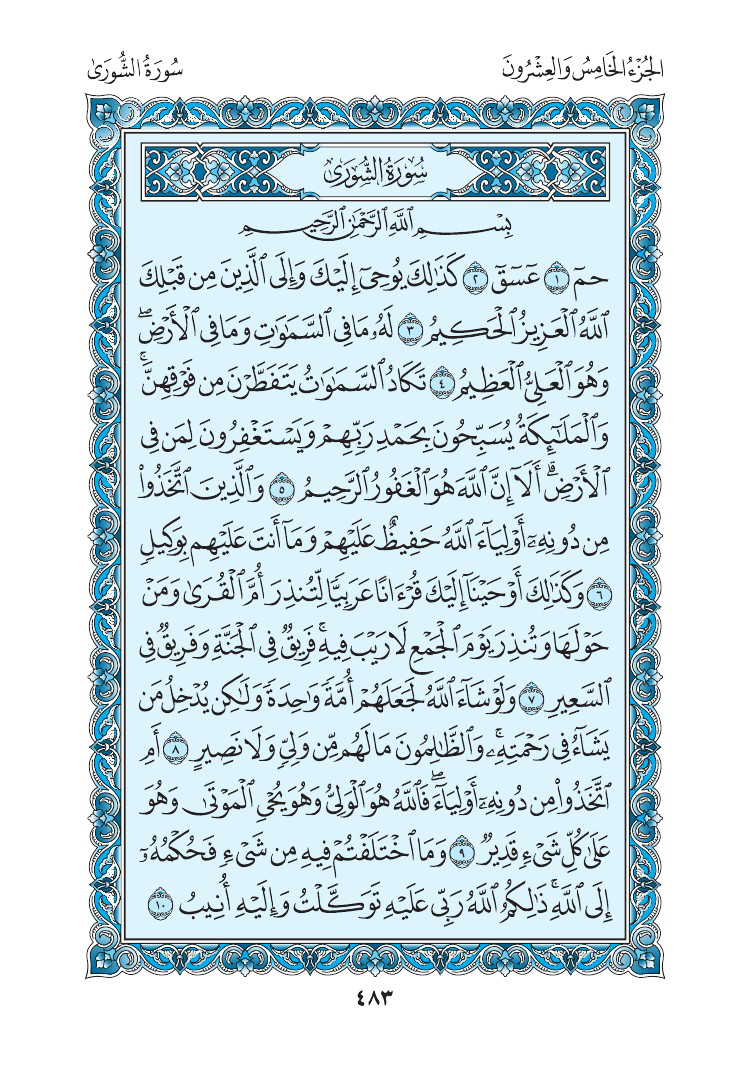 الجُزْءُ الخَامِسُ وَالعِشْرُونَ
سُورَةُ الشُّورَىٰ
سُورَةُ الشُّورَىٰ
بِسْمِ ٱللَّهِ ٱلرَّحْمَٰنِ ٱلرَّحِيمِ
حمٓ ١ عٓسٓقٓ ٢ كَذَٰلِكَ يُوحِىٓ إِلَيْكَ وَإِلَى ٱلَّذِينَ مِن قَبْلِكَ
ٱللَّهُ ٱلْعَزِيزُ ٱلْحَكِيمُ ٣ لَهُۥ مَا فِى ٱلسَّمَٰوَٰتِ وَمَا فِى ٱلْأَرْضِۖ
وَهُوَ ٱلْعَلِىُّ ٱلْعَظِيمُ ٤ تَكَادُ ٱلسَّمَٰوَٰتُ يَتَفَطَّرْنَ مِن فَوْقِهِنَّۚ
وَٱلْمَلَٰٓئِكَةُ يُسَبِّحُونَ بِحَمْدِ رَبِّهِمْ وَيَسْتَغْفِرُونَ لِمَن فِى
ٱلْأَرْضِۗ أَلَآ إِنَّ ٱللَّهَ هُوَ ٱلْغَفُورُ ٱلرَّحِيمُ ٥ وَٱلَّذِينَ ٱتَّخَذُوا۟
مِن دُونِهِۦٓ أَوْلِيَآءَ ٱللَّهُ حَفِيظٌ عَلَيْهِمْ وَمَآ أَنتَ عَلَيْهِم بِوَكِيلٍ
٦ وَكَذَٰلِكَ أَوْحَيْنَآ إِلَيْكَ قُرْءَانًا عَرَبِيًّا لِّتُنذِرَ أُمَّ ٱلْقُرَىٰ وَمَنْ
حَوْلَهَا وَتُنذِرَ يَوْمَ ٱلْجَمْعِ لَا رَيْبَ فِيهِۚ فَرِيقٌ فِى ٱلْجَنَّةِ وَفَرِيقٌ فِى
ٱلسَّعِيرِ ٧ وَلَوْ شَآءَ ٱللَّهُ لَجَعَلَهُمْ أُمَّةً وَٰحِدَةً وَلَٰكِن يُدْخِلُ مَن
يَشَآءُ فِى رَحْمَتِهِۦۚ وَٱلظَّٰلِمُونَ مَا لَهُم مِّن وَلِىٍّ وَلَا نَصِيرٍ ٨ أَمِ
ٱتَّخَذُوا۟ مِن دُونِهِۦٓ أَوْلِيَآءَۖ فَٱللَّهُ هُوَ ٱلْوَلِىُّ وَهُوَ يُحْىِ ٱلْمَوْتَىٰ وَهُوَ
عَلَىٰ كُلِّ شَىْءٍ قَدِيرٌ ٩ وَمَا ٱخْتَلَفْتُمْ فِيهِ مِن شَىْءٍ فَحُكْمُهُۥٓ
إِلَى ٱللَّهِۚ ذَٰلِكُمُ ٱللَّهُ رَبِّى عَلَيْهِ تَوَكَّلْتُ وَإِلَيْهِ أُنِيبُ ١٠
٤٨٣